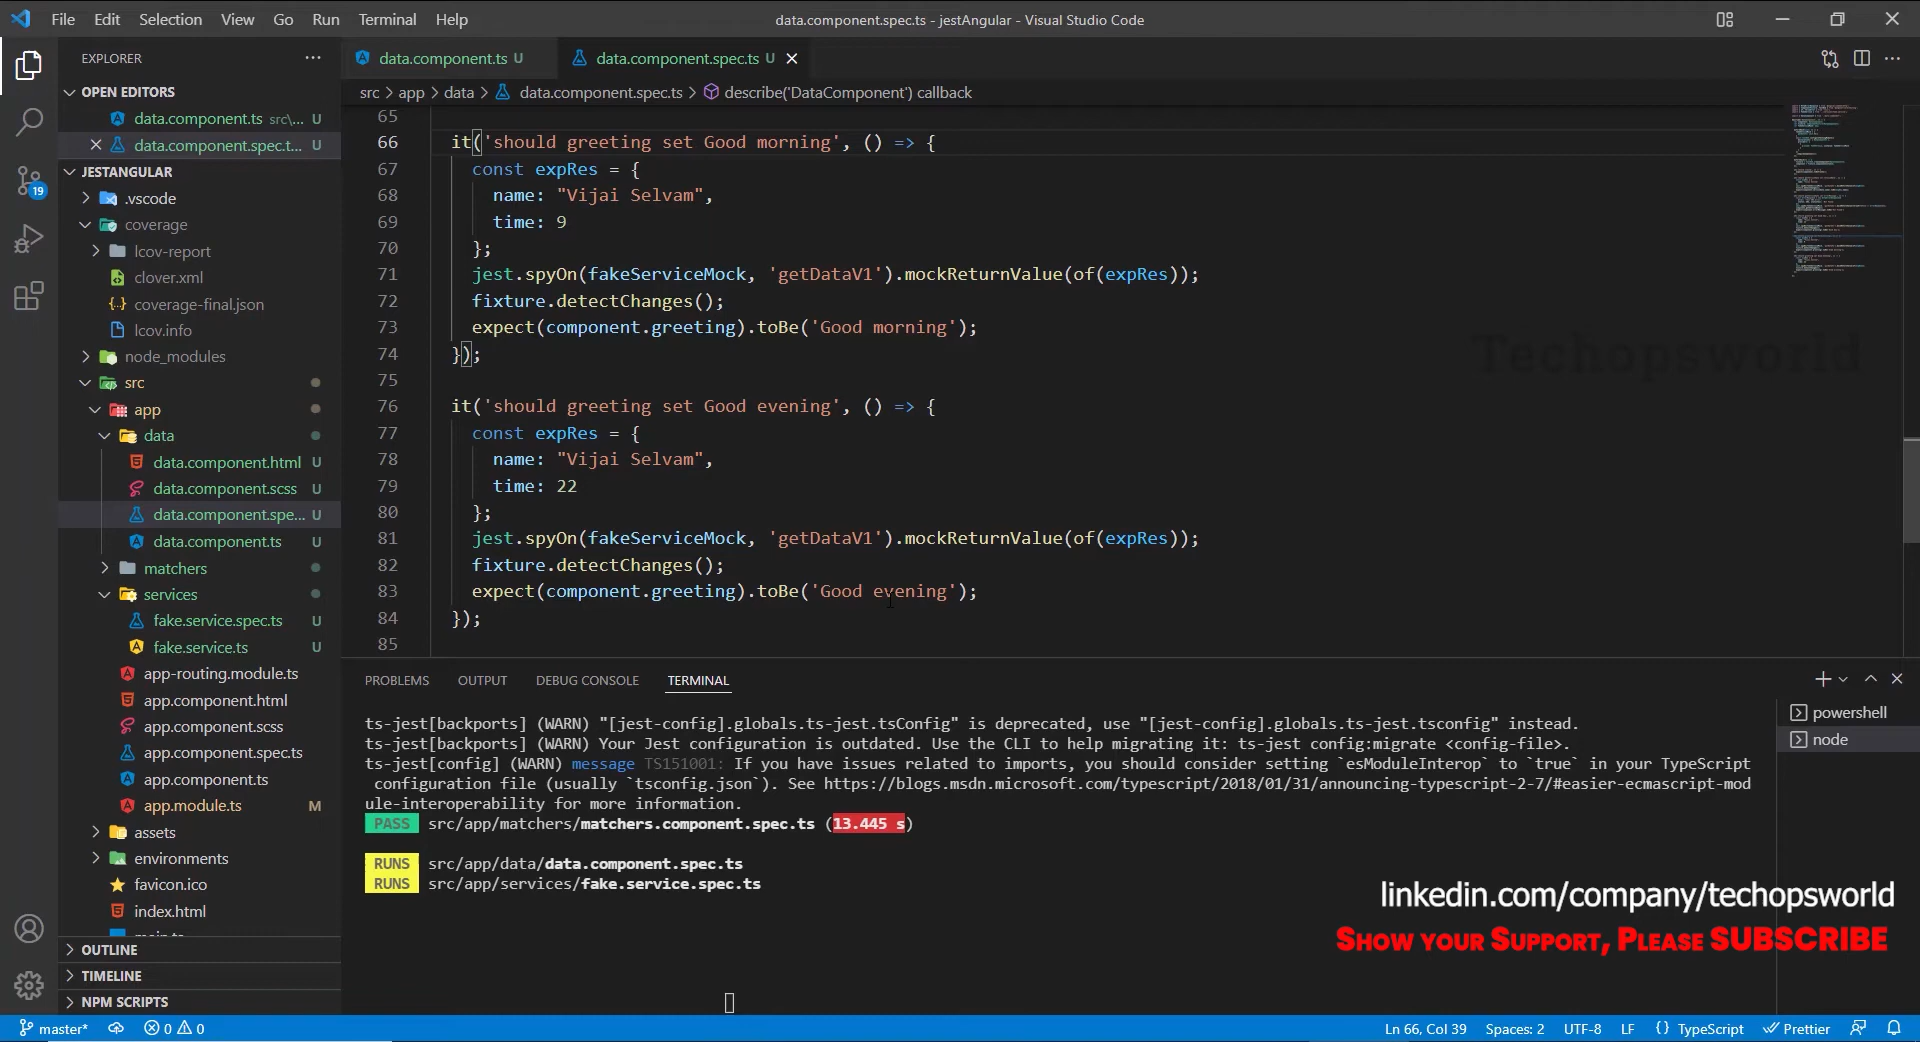 File Edit Selection View Go Run Terminal Help
data.component.spec.ts - jestAngular - Visual Studio Code
EXPLORER
OPEN EDITORS
data.component.ts src\... U
data.component.spec.t... U
JESTANGULAR
.vscode
coverage
lcov-report
clover.xml
coverage-final.json
lcov.info
node_modules
src
app
data
data.component.html U
data.component.scss U
data.component.spe... U
data.component.ts U
matchers
services
fake.service.spec.ts U
fake.service.ts U
app-routing.module.ts
app.component.html
app.component.scss
app.component.spec.ts
app.component.ts
app.module.ts M
assets
environments
favicon.ico
index.html
main.ts
OUTLINE
TIMELINE
NPM SCRIPTS
19
data.component.ts U
data.component.spec.ts U
src > app > data > data.component.spec.ts > describe('DataComponent') callback
65
66 it('should greeting set Good morning', () => {
67 const expRes = {
68 name: "Vijai Selvam",
69 time: 9
70 };
71 jest.spyOn(fakeServiceMock, 'getDataV1').mockReturnValue(of(expRes));
72 fixture.detectChanges();
73 expect(component.greeting).toBe('Good morning');
74 });
75
76 it('should greeting set Good evening', () => {
77 const expRes = {
78 name: "Vijai Selvam",
79 time: 22
80 };
81 jest.spyOn(fakeServiceMock, 'getDataV1').mockReturnValue(of(expRes));
82 fixture.detectChanges();
83 expect(component.greeting).toBe('Good evening');
84 });
85
Techopsworld
PROBLEMS OUTPUT DEBUG CONSOLE TERMINAL
ts-jest[backports] (WARN) "[jest-config].globals.ts-jest.tsConfig" is deprecated, use "[jest-config].globals.ts-jest.tsconfig" instead.
ts-jest[backports] (WARN) Your Jest configuration is outdated. Use the CLI to help migrating it: ts-jest config:migrate <config-file>.
ts-jest[config] (WARN) message TS151001: If you have issues related to imports, you should consider setting `esModuleInterop` to `true` in your TypeScript
configuration file (usually `tsconfig.json`). See https://blogs.msdn.microsoft.com/typescript/2018/01/31/announcing-typescript-2-7/#easier-ecmascript-mod
ule-interoperability for more information.
PASS src/app/matchers/matchers.component.spec.ts (13.445 s)
RUNS src/app/data/data.component.spec.ts
RUNS src/app/services/fake.service.spec.ts
powershell
node
linkedin.com/company/techopsworld
Show your Support, Please SUBSCRIBE
master* 0 0
Ln 66, Col 39 Spaces: 2 UTF-8 LF {} TypeScript Prettier